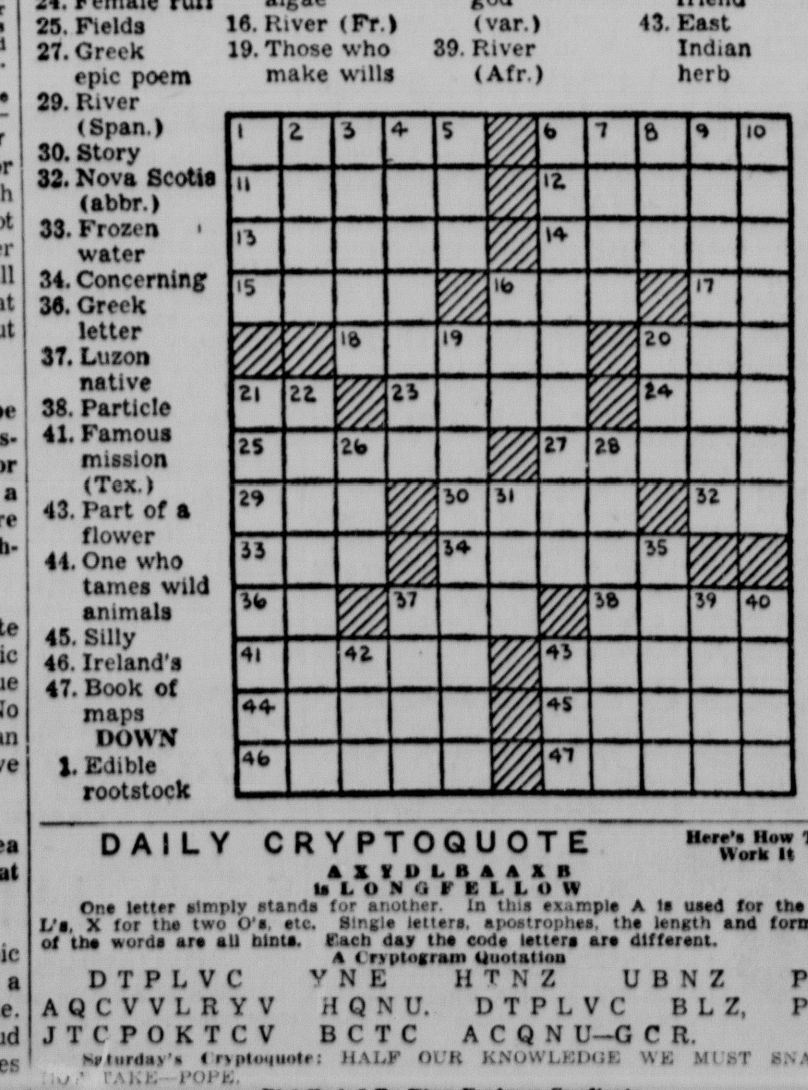 24. Female ruff
25. Fields
27. Greek
epic poem
29. River
(Span.)
30. Story
32. Nova Scotia
(abbr.)
33. Frozen
water
34. Concerning
36. Greek
letter
37. Luzon
native
38. Particle
41. Famous
mission
(Tex.)
43. Part of a
flower
44. One who
tames wild
animals
45. Silly
46. Ireland's
47. Book of
maps
DOWN
1. Edible
rootstock
algae
16. River (Fr.)
19. Those who
make wills
god
(var.)
39. River
(Afr.)
friend
43. East
Indian
herb
1 2 3 4 5 6 7 8 9 10
11 12
13 14
15 16 17
18 19 20
21 22 23 24
25 26 27 28
29 30 31 32
33 34 35
36 37 38 39 40
41 42 43
44 45
46 47
DAILY CRYPTOQUOTE
Here's How
Work It
A X Y D L B A A X R
is L O N G F E L L O W
One letter simply stands for another. In this example A is used for the
L's, X for the two O's, etc. Single letters, apostrophes, the length and
of the words are all hints. Each day the code letters are different.
A Cryptogram Quotation
D T P L V C Y N E H T N Z U B N Z P
A Q C V V L R Y V H Q N U. D T P L V C B L Z, P
J T C P O K T C V B C T C A C Q N U—G C R.
Saturday's Cryptoquote: HALF OUR KNOWLEDGE WE MUST
TAKE—POPE.